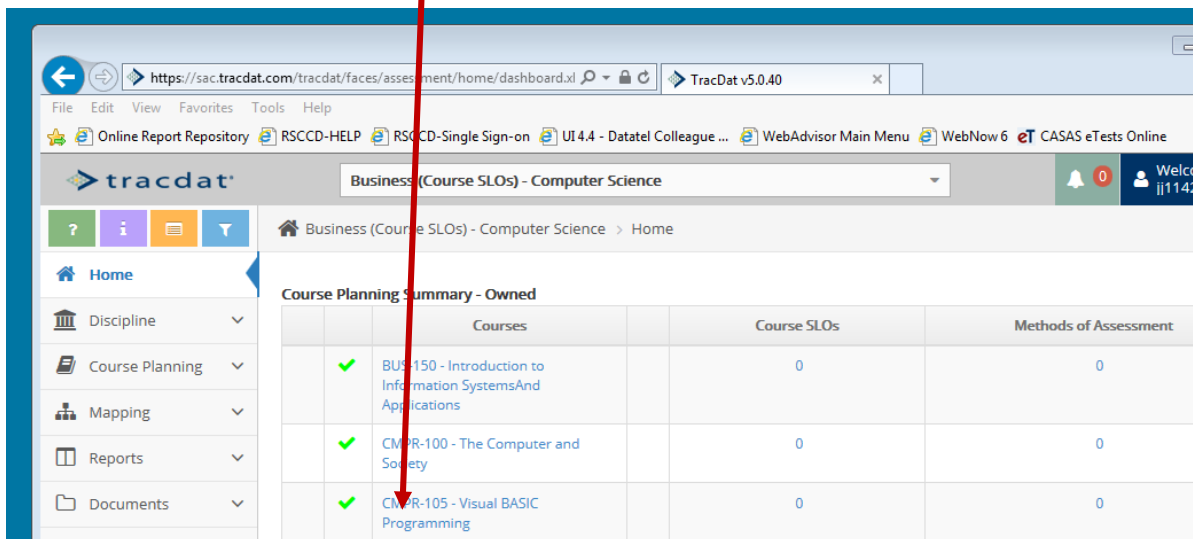 https://sac.tracdat.com/tracdat/faces/assessment/home/dashboard.xl
TracDat v5.0.40
File Edit View Favorites Tools Help
Online Report Repository RSCCD-HELP RSCCD-Single Sign-on UI 4.4 - Datatel Colleague ... WebAdvisor Main Menu WebNow 6 eT CASAS eTests Online
tracdat
Business (Course SLOs) - Computer Science
0
Welco
jj1142
? i
Business (Course SLOs) - Computer Science > Home
Home
Discipline
Course Planning
Mapping
Reports
Documents
Course Planning Summary - Owned
Courses Course SLOs Methods of Assessment
BUS-150 - Introduction to 0 0
Information SystemsAnd
Applications
CMPR-100 - The Computer and 0 0
Society
CMPR-105 - Visual BASIC 0 0
Programming